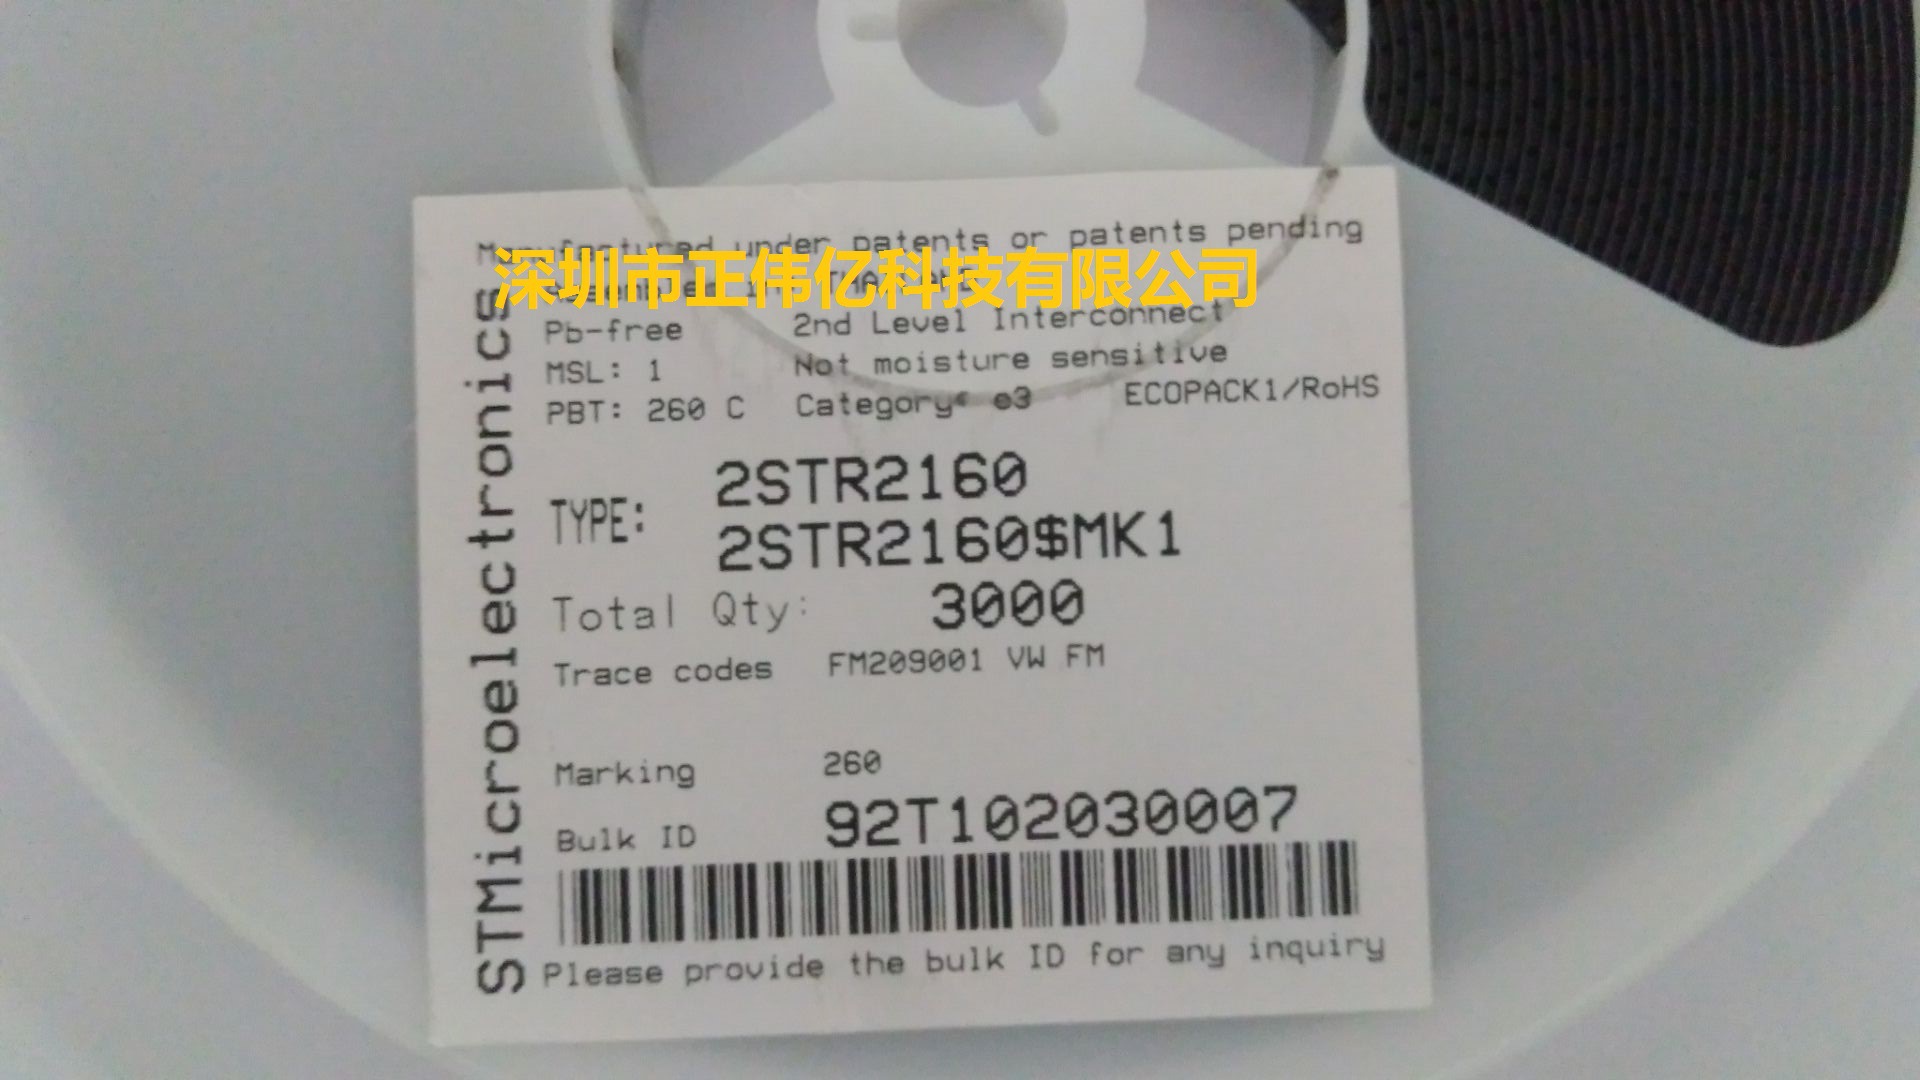 Manufactured under patents or patents pending
深圳市正伟亿科技有限公司
Assembled in: THAILAND
Pb-free 2nd Level Interconnect
MSL: 1 Not moisture sensitive
PBT: 260 C Category: e3 ECOPACK1/RoHS
TYPE: 2STR2160
2STR2160$MK1
Total Qty: 3000
Trace codes FM209001 VW FM
Marking 260
Bulk ID 92T102030007
Please provide the bulk ID for any inquiry
STMicroelectronics